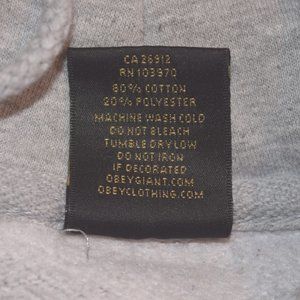 CA 26912
RN 103970
80% COTTON
20% POLYESTER
MACHINE WASH COLD
DO NOT BLEACH
TUMBLE DRY LOW
DO NOT IRON
IF DECORATED
OBEYGIANT.COM
OBEYCLOTHING.COM